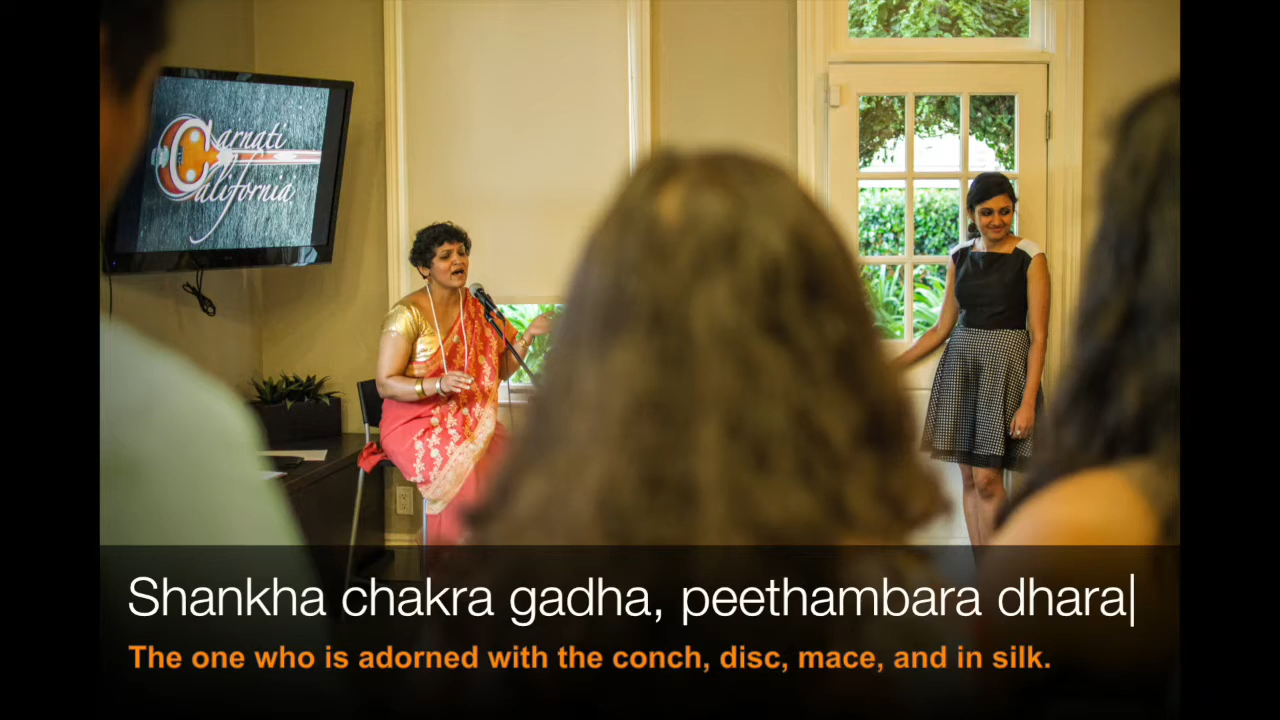 Carnati
California
Shankha chakra gadha, peethambara dhara|
The one who is adorned with the conch, disc, mace, and in silk.